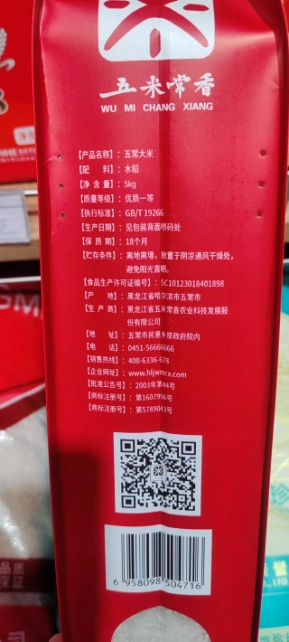 五米常香
WU MI CHANG XIANG
【产品名称】：五常大米
【配 料】：水稻
【净 含 量】：5kg
【质量等级】：优质一等
【执行标准】：GB/T 19266
【生产日期】：见包装背面喷码处
【保 质 期】：18个月
【贮存条件】：离地离墙，放置于阴凉通风干燥处，
避免阳光直晒。
【食品生产许可证编号】：SC10123018401898
【产 地】：黑龙江省哈尔滨市五常市
【生 产 商】：黑龙江省五米常香农业科技发展股
份有限公司
【地 址】：五常市民意乡原政府院内
【电 话】：0451-56666666
【销售热线】：400-6336-678
【企业网址】：www.hljwmcx.com
【批准公告号】：2003年第44号
【商标注册号】：第1607996号
【商标注册号】：第5789041号
6 958098 504716